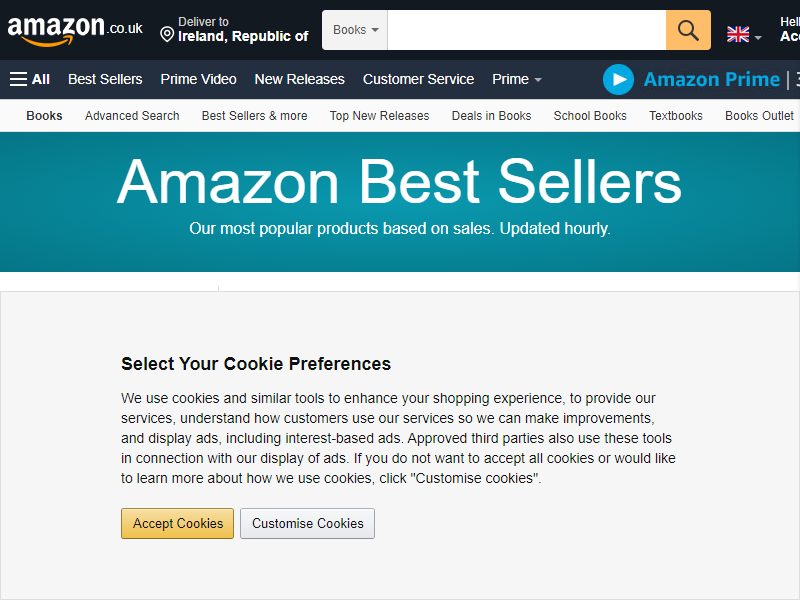 amazon.co.uk
Deliver to
Ireland, Republic of
Books
Hell
Acc
All Best Sellers Prime Video New Releases Customer Service Prime
Amazon Prime | 3
Books Advanced Search Best Sellers & more Top New Releases Deals in Books School Books Textbooks Books Outlet
Amazon Best Sellers
Our most popular products based on sales. Updated hourly.
Select Your Cookie Preferences
We use cookies and similar tools to enhance your shopping experience, to provide our
services, understand how customers use our services so we can make improvements,
and display ads, including interest-based ads. Approved third parties also use these tools
in connection with our display of ads. If you do not want to accept all cookies or would like
to learn more about how we use cookies, click "Customise cookies".
Accept Cookies Customise Cookies